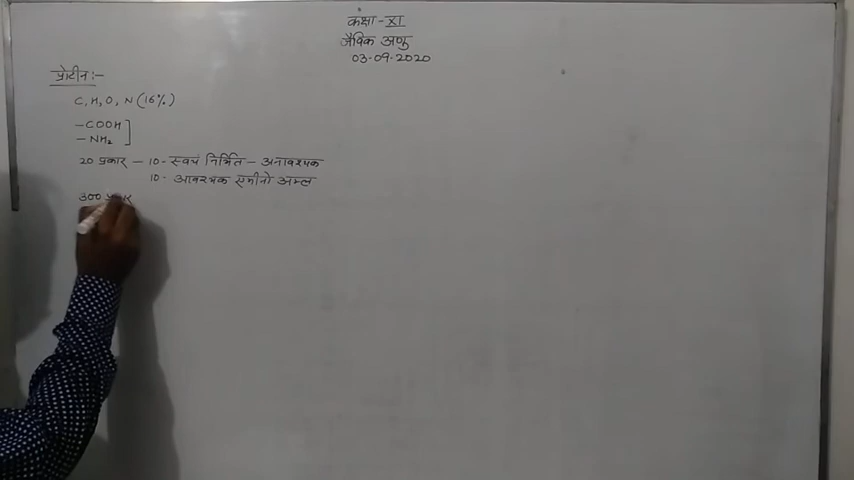 कक्षा - XI
जैविक अणु
03-09-2020
प्रोटीन :-
C, H, O, N (16%)
-COOH
-NH₂
20 प्रकार - 10 - स्वयं निर्मित - अनावश्यक
10 - आवश्यक एमीनो अम्ल
300